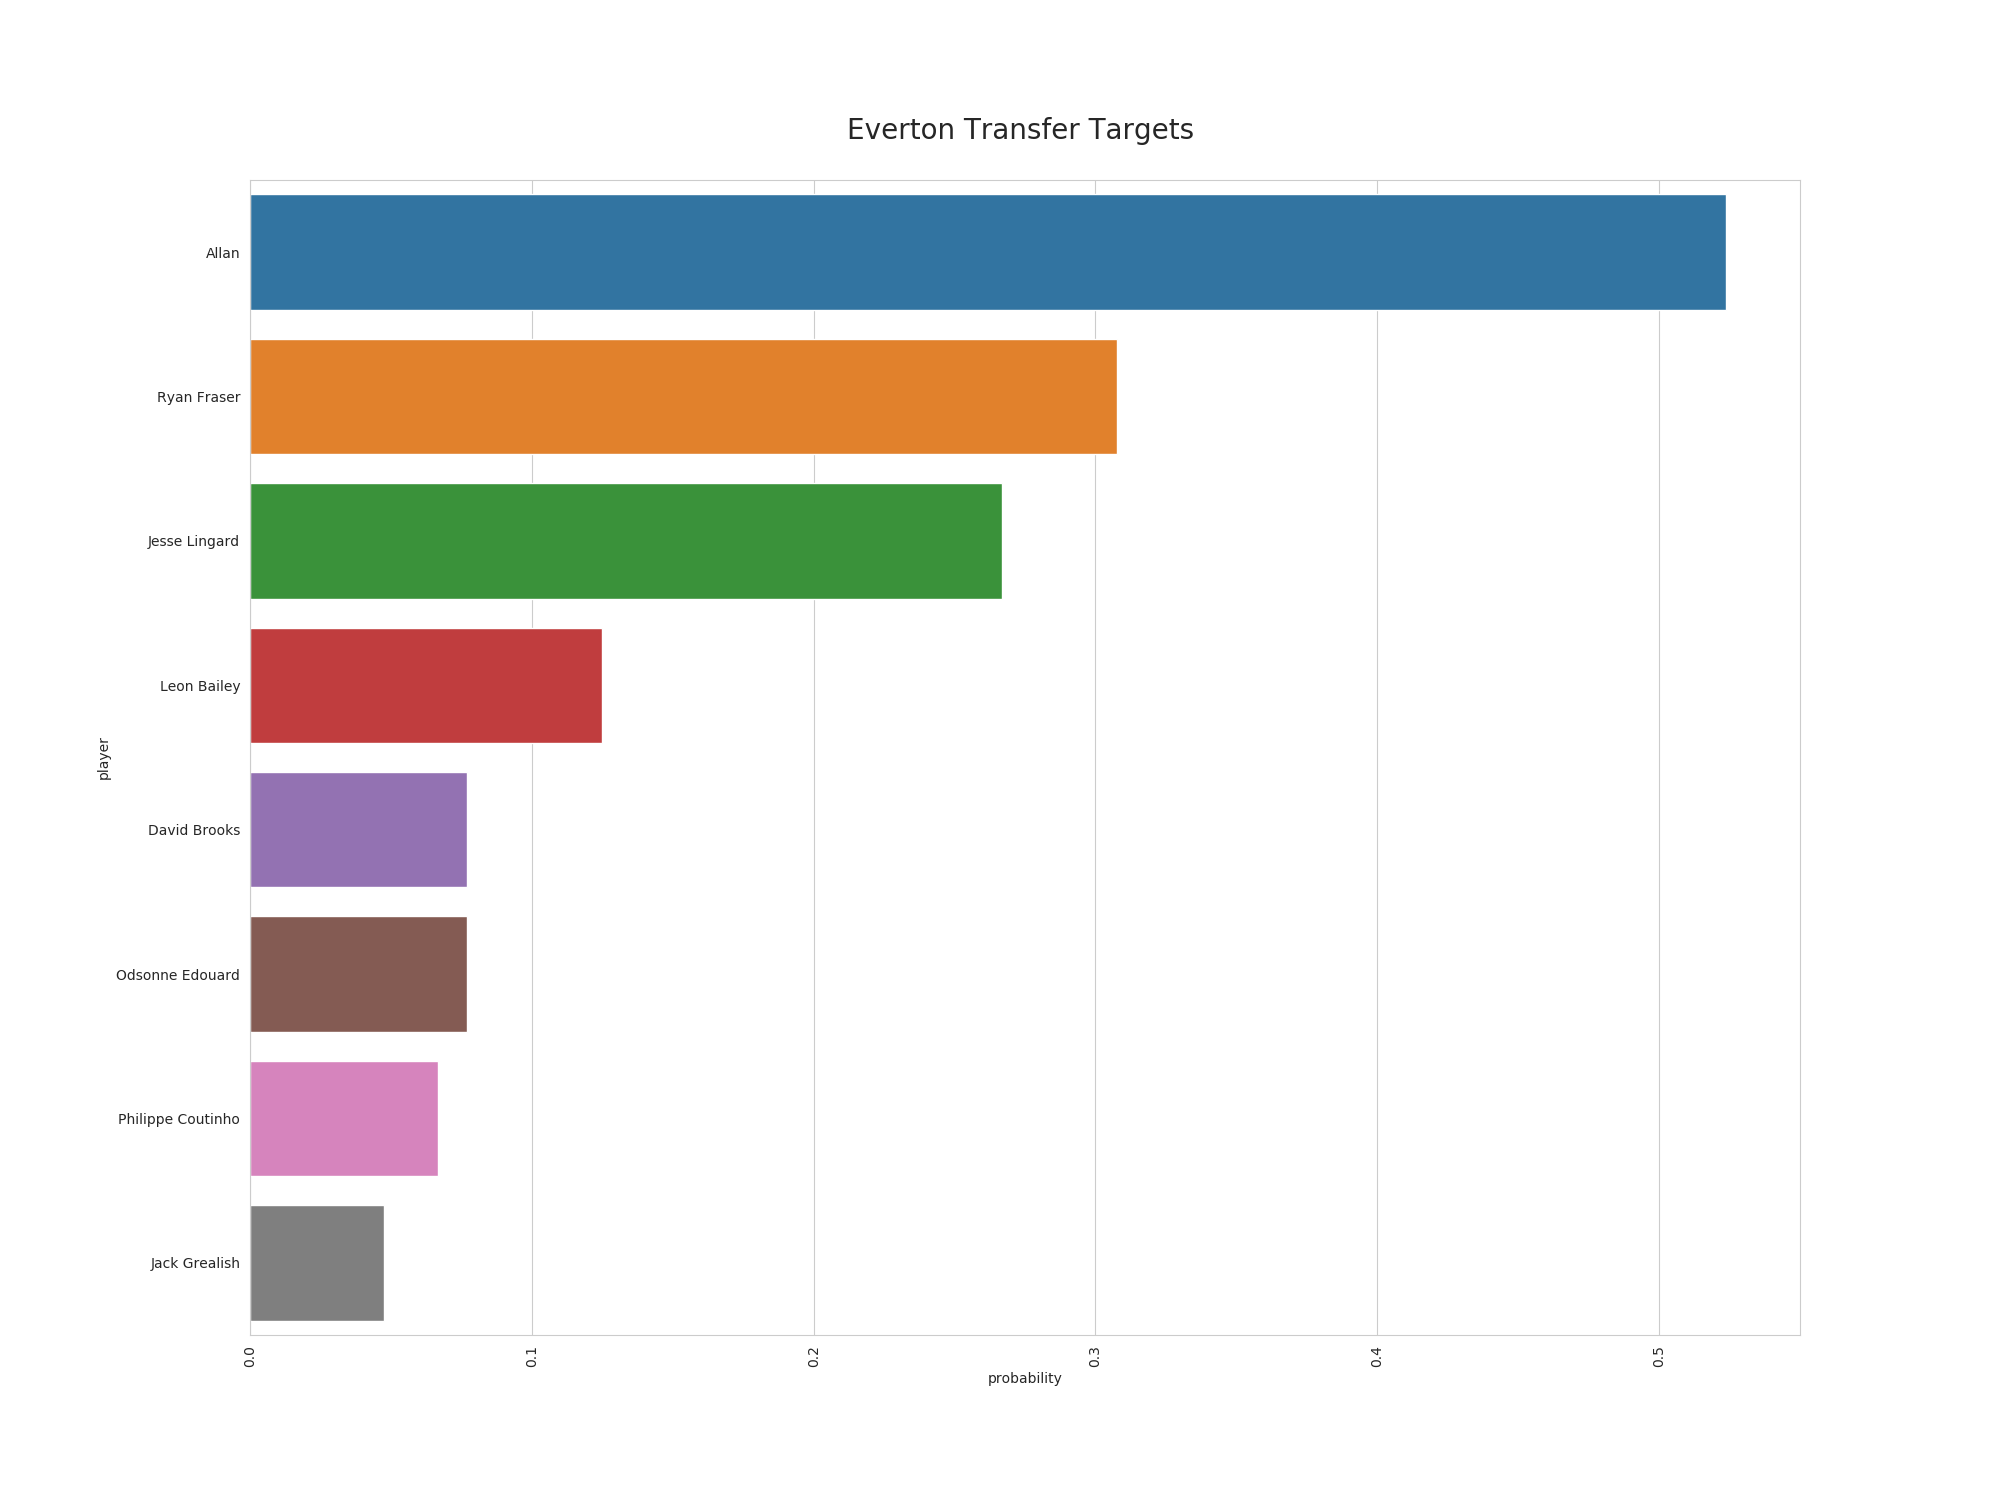 Everton Transfer Targets
Allan
Ryan Fraser
Jesse Lingard
Leon Bailey
player
David Brooks
Odsonne Edouard
Philippe Coutinho
Jack Grealish
0.0 0.1 0.2 0.3 0.4 0.5
probability